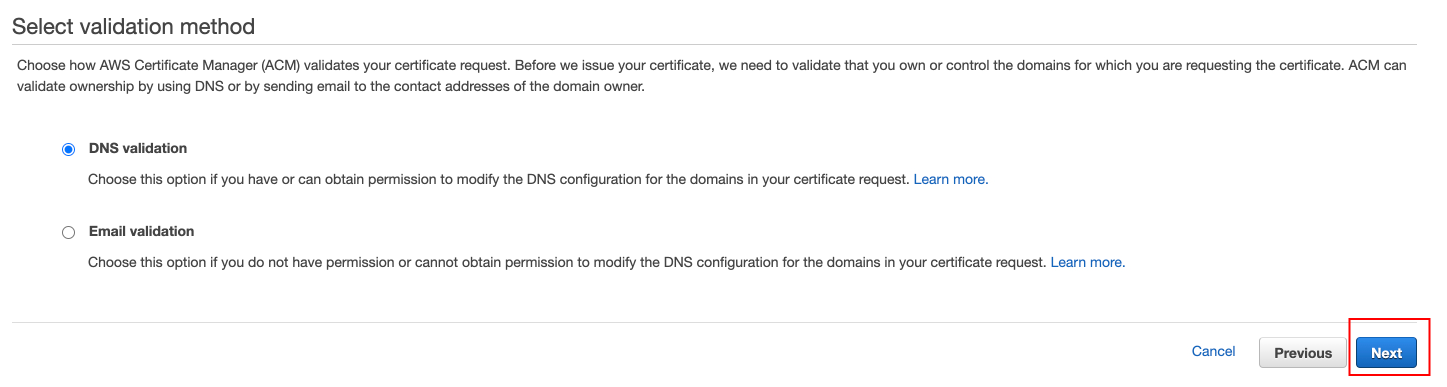 Select validation method
Choose how AWS Certificate Manager (ACM) validates your certificate request. Before we issue your certificate, we need to validate that you own or control the domains for which you are requesting the certificate. ACM can
validate ownership by using DNS or by sending email to the contact addresses of the domain owner.
DNS validation
Choose this option if you have or can obtain permission to modify the DNS configuration for the domains in your certificate request. Learn more.
Email validation
Choose this option if you do not have permission or cannot obtain permission to modify the DNS configuration for the domains in your certificate request. Learn more.
Cancel Previous Next